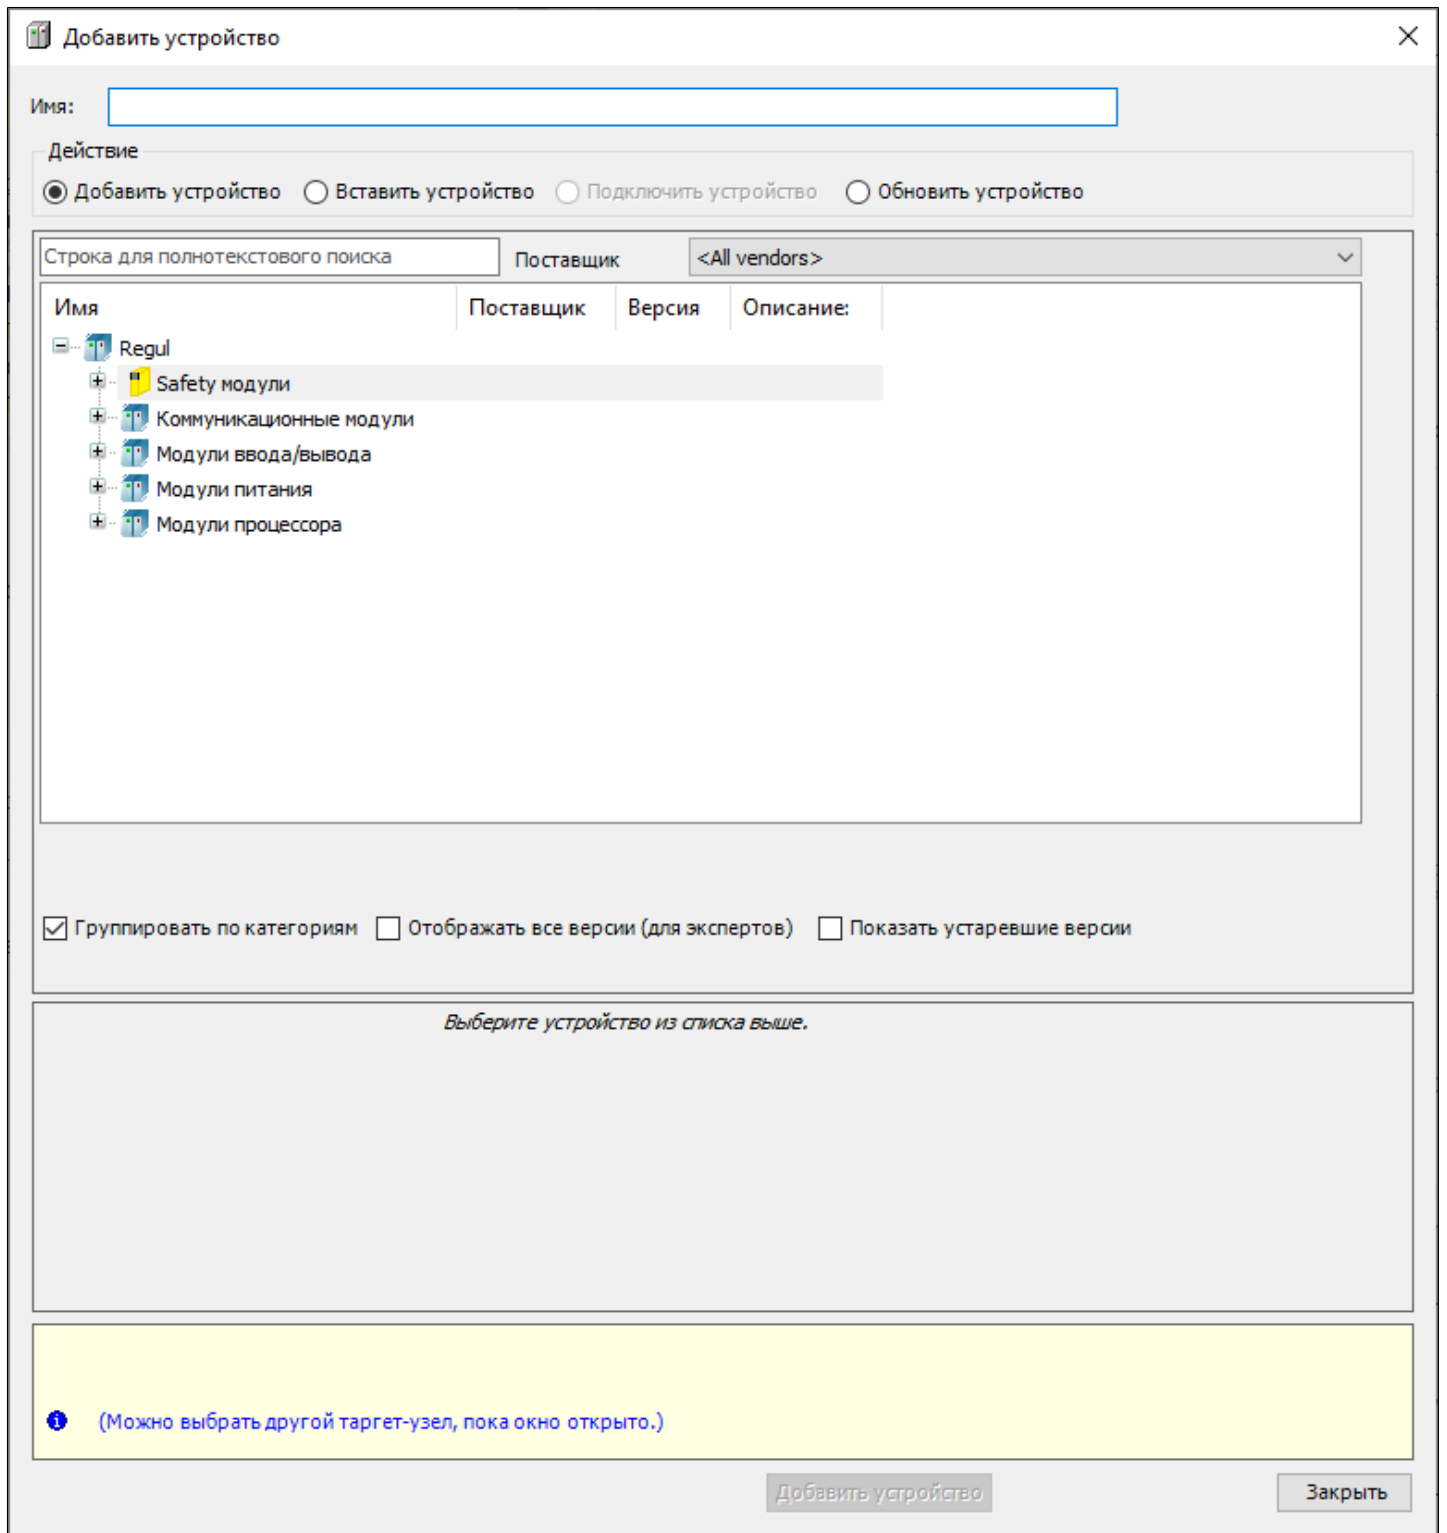 Добавить устройство
Имя:
Действие
Добавить устройство Вставить устройство Подключить устройство Обновить устройство
Строка для полнотекстового поиска Поставщик <All vendors>
Имя Поставщик Версия Описание:
Regul
Safety модули
Коммуникационные модули
Модули ввода/вывода
Модули питания
Модули процессора
Группировать по категориям Отображать все версии (для экспертов) Показать устаревшие версии
Выберите устройство из списка выше.
(Можно выбрать другой таргет-узел, пока окно открыто.)
Добавить устройство Закрыть